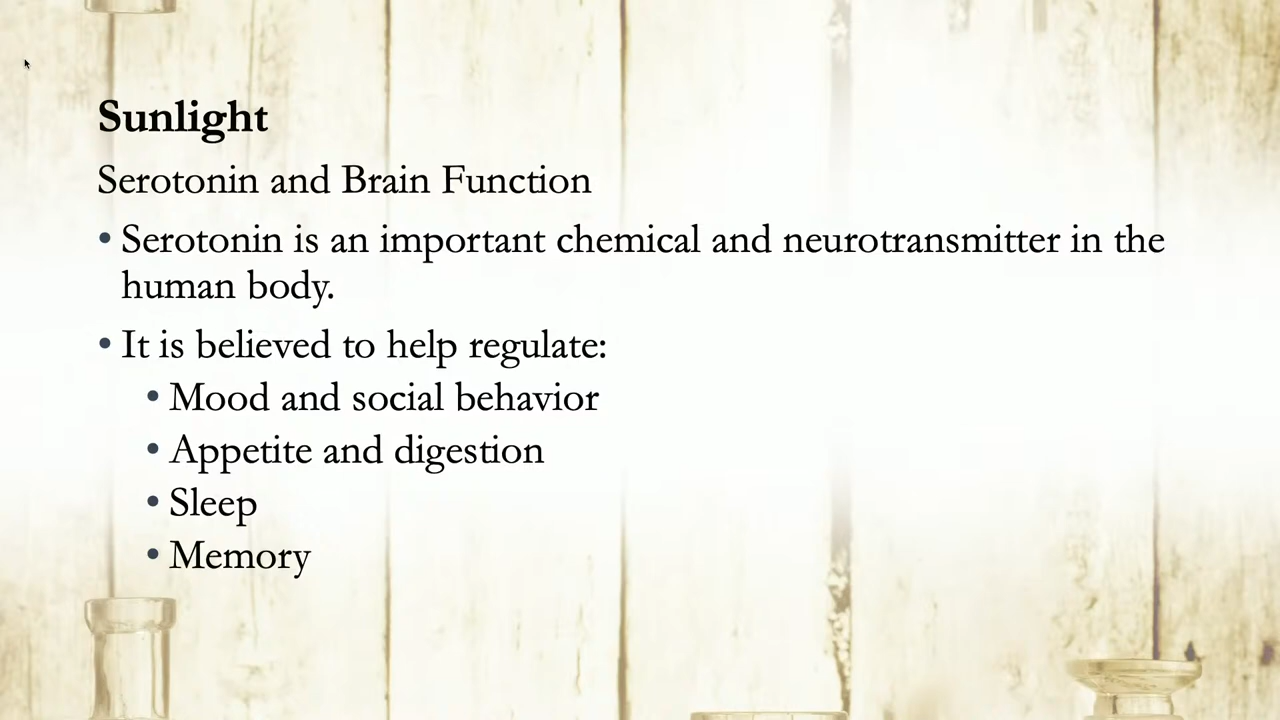 Sunlight
Serotonin and Brain Function
• Serotonin is an important chemical and neurotransmitter in the
human body.
• It is believed to help regulate:
• Mood and social behavior
• Appetite and digestion
• Sleep
• Memory